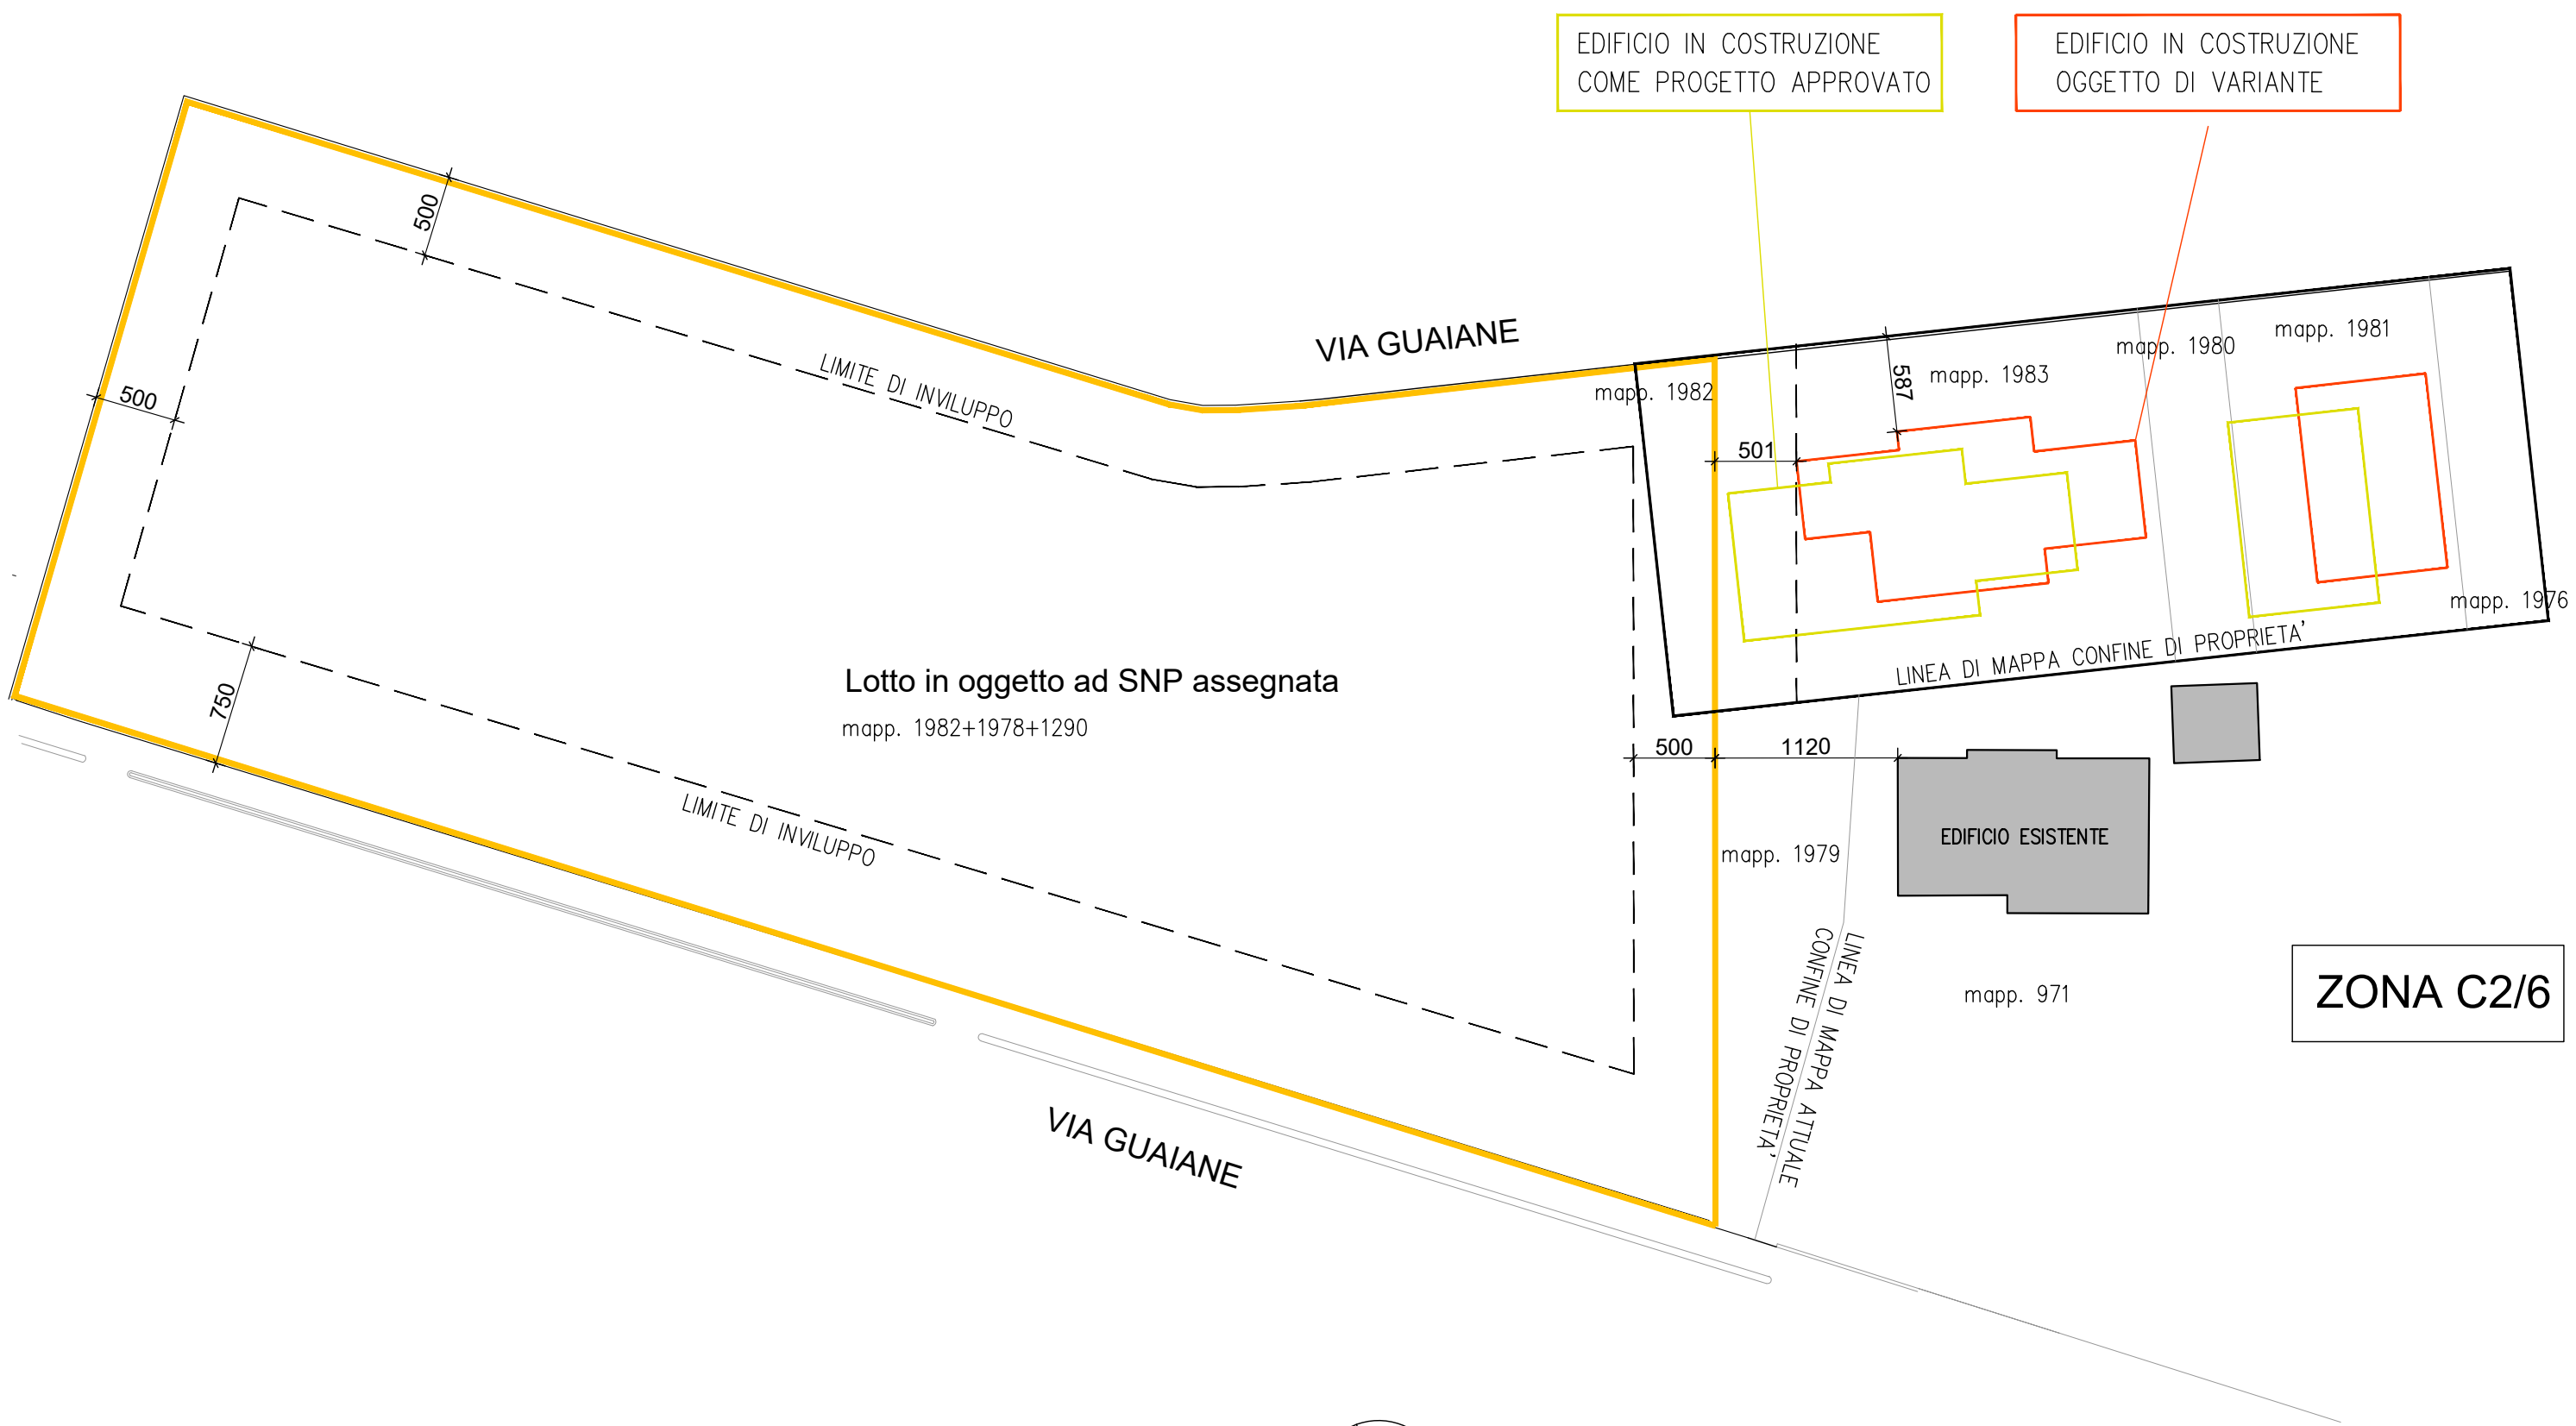 EDIFICIO IN COSTRUZIONE
COME PROGETTO APPROVATO
EDIFICIO IN COSTRUZIONE
OGGETTO DI VARIANTE
500
500
LIMITE DI INVILUPPO
VIA GUAIANE
mapp. 1982
501
587
mapp. 1983
mapp. 1980
mapp. 1981
mapp. 1976
LINEA DI MAPPA CONFINE DI PROPRIETA'
750
Lotto in oggetto ad SNP assegnata
mapp. 1982+1978+1290
500
1120
LIMITE DI INVILUPPO
EDIFICIO ESISTENTE
mapp. 1979
LINEA DI MAPPA ATTUALE
CONFINE DI PROPRIETA'
mapp. 971
ZONA C2/6
VIA GUAIANE